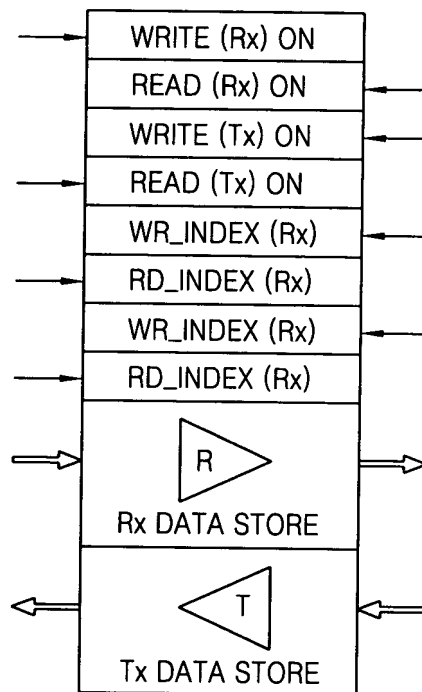 WRITE (Rx) ON
READ (Rx) ON
WRITE (Tx) ON
READ (Tx) ON
WR_INDEX (Rx)
RD_INDEX (Rx)
WR_INDEX (Rx)
RD_INDEX (Rx)
R
Rx DATA STORE
T
Tx DATA STORE